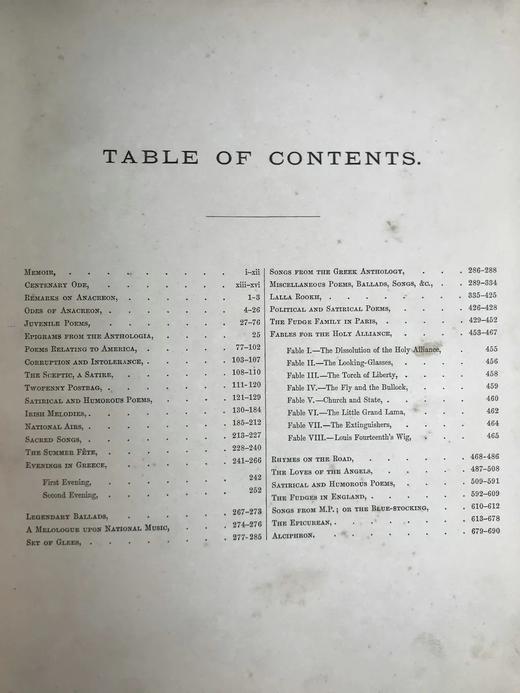 TABLE OF CONTENTS.
MEMOIR, . . . . . . . . i-xii
CENTENARY ODE, . . . . . . xiii-xvi
REMARKS ON ANACREON, . . . . . 1-3
ODES OF ANACREON, . . . . . . 4-26
JUVENILE POEMS, . . . . . . 27-76
EPIGRAMS FROM THE ANTHOLOGIA, . . . 25
POEMS RELATING TO AMERICA, . . . . 77-102
CORRUPTION AND INTOLERANCE, . . . . 103-107
THE SCEPTIC, A SATIRE, . . . . . 108-110
TWOPENNY POSTBAG, . . . . . . 111-120
SATIRICAL AND HUMOROUS POEMS, . . . 121-129
IRISH MELODIES, . . . . . . . 130-184
NATIONAL AIRS, . . . . . . . 185-212
SACRED SONGS, . . . . . . . 213-227
THE SUMMER FÊTE, . . . . . . 228-240
EVENINGS IN GREECE, . . . . . 241-266
First Evening, . . . . . . 242
Second Evening, . . . . . . 252
LEGENDARY BALLADS, . . . . . 267-273
A MELOLOGUE UPON NATIONAL MUSIC, . . . 274-276
SET OF GLEES, . . . . . . . 277-285
SONGS FROM THE GREEK ANTHOLOGY, . . . 286-288
MISCELLANEOUS POEMS, BALLADS, SONGS, &c., . . 289-334
LALLA ROOKH, . . . . . . . 335-425
POLITICAL AND SATIRICAL POEMS, . . . . 426-428
THE FUDGE FAMILY IN PARIS, . . . . . 429-452
FABLES FOR THE HOLY ALLIANCE, . . . . 453-467
Fable I.—The Dissolution of the Holy Alliance, . . 455
Fable II.—The Looking-Glasses, . . . . 456
Fable III.—The Torch of Liberty, . . . . 458
Fable IV.—The Fly and the Bullock, . . . 459
Fable V.—Church and State, . . . . . 460
Fable VI.—The Little Grand Lama, . . . 462
Fable VII.—The Extinguishers, . . . . 464
Fable VIII.—Louis Fourteenth's Wig, . . . 465
RHYMES ON THE ROAD, . . . . . . 468-486
THE LOVES OF THE ANGELS, . . . . . 487-508
SATIRICAL AND HUMOROUS POEMS, . . . . 509-591
THE FUDGES IN ENGLAND, . . . . . 592-609
SONGS FROM M.P.; OR THE BLUE-STOCKING, . . 610-612
THE EPICUREAN, . . . . . . . 613-678
ALCIPHRON. . . . . . . . 679-690